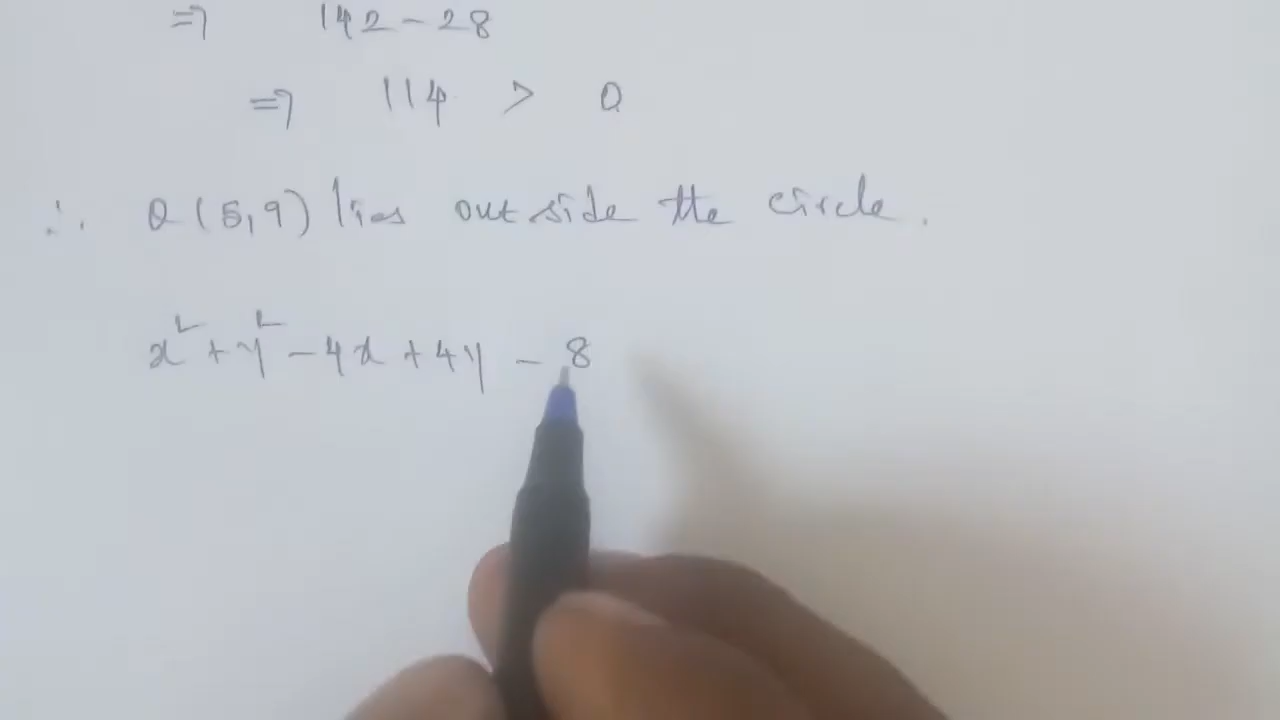 ⇒ 142 - 28
⇒ 114 > 0
∴ Q(5,9) lies outside the circle.
x² + y² - 4x + 4y - 8